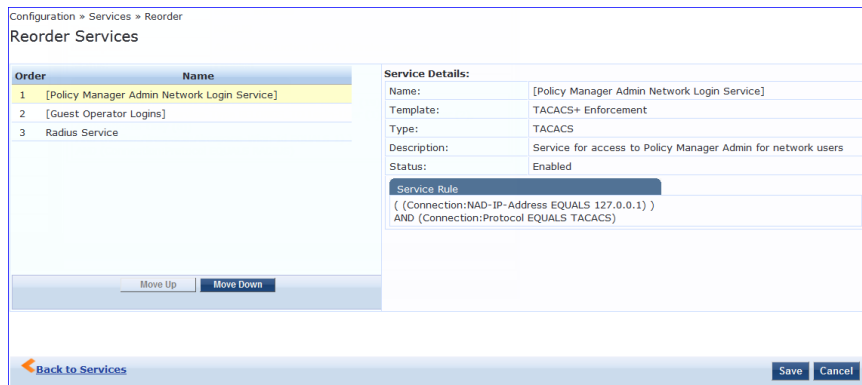 Configuration » Services » Reorder
Reorder Services
Order Name
1 [Policy Manager Admin Network Login Service]
2 [Guest Operator Logins]
3 Radius Service
Move Up Move Down
Service Details:
Name: [Policy Manager Admin Network Login Service]
Template: TACACS+ Enforcement
Type: TACACS
Description: Service for access to Policy Manager Admin for network users
Status: Enabled
Service Rule
( (Connection:NAD-IP-Address EQUALS 127.0.0.1) )
AND (Connection:Protocol EQUALS TACACS)
Back to Services
Save Cancel